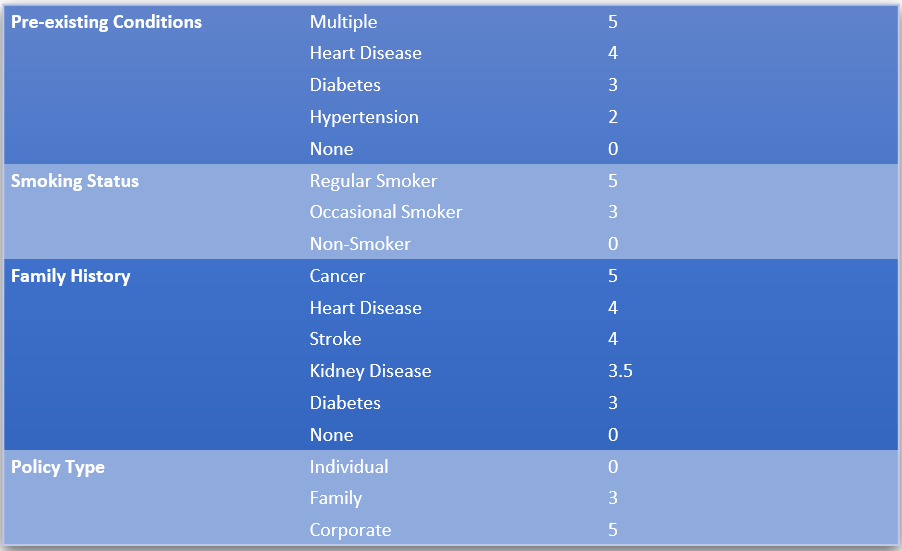 Pre-existing Conditions Multiple 5
Heart Disease 4
Diabetes 3
Hypertension 2
None 0
Smoking Status Regular Smoker 5
Occasional Smoker 3
Non-Smoker 0
Family History Cancer 5
Heart Disease 4
Stroke 4
Kidney Disease 3.5
Diabetes 3
None 0
Policy Type Individual 0
Family 3
Corporate 5